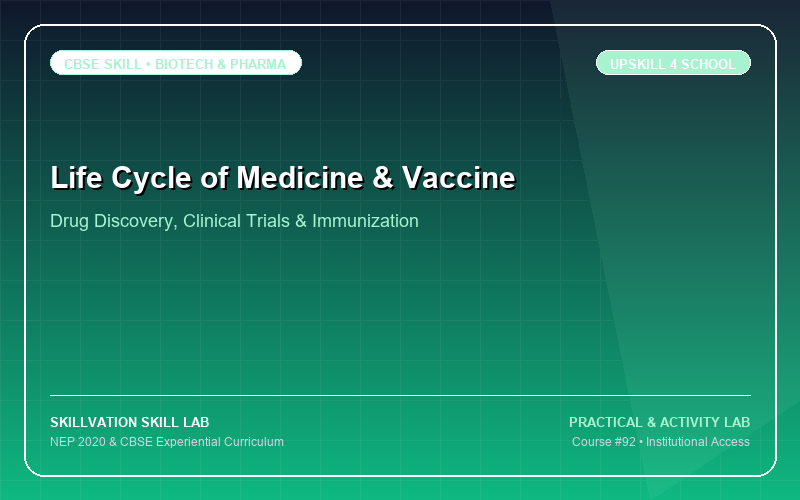 CBSE SKILL • BIOTECH & PHARMA
UPSKILL 4 SCHOOL
Life Cycle of Medicine & Vaccine
Drug Discovery, Clinical Trials & Immunization
SKILLVATION SKILL LAB
NEP 2020 & CBSE Experiential Curriculum
PRACTICAL & ACTIVITY LAB
Course #92 • Institutional Access